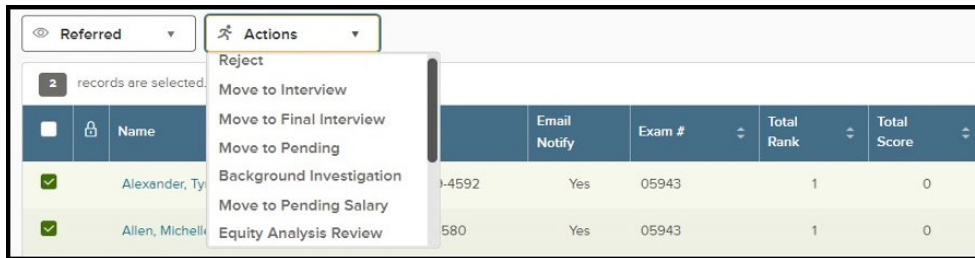 Referred Actions
Reject
2 records are selected.
Move to Interview
Move to Final Interview
Move to Pending
Name Email Notify Exam # Total Rank Total Score
Background Investigation
Alexander, -4592 Yes 05943 1 0
Move to Pending Salary
Allen, 580 Yes 05943 1 0
Equity Analysis Review